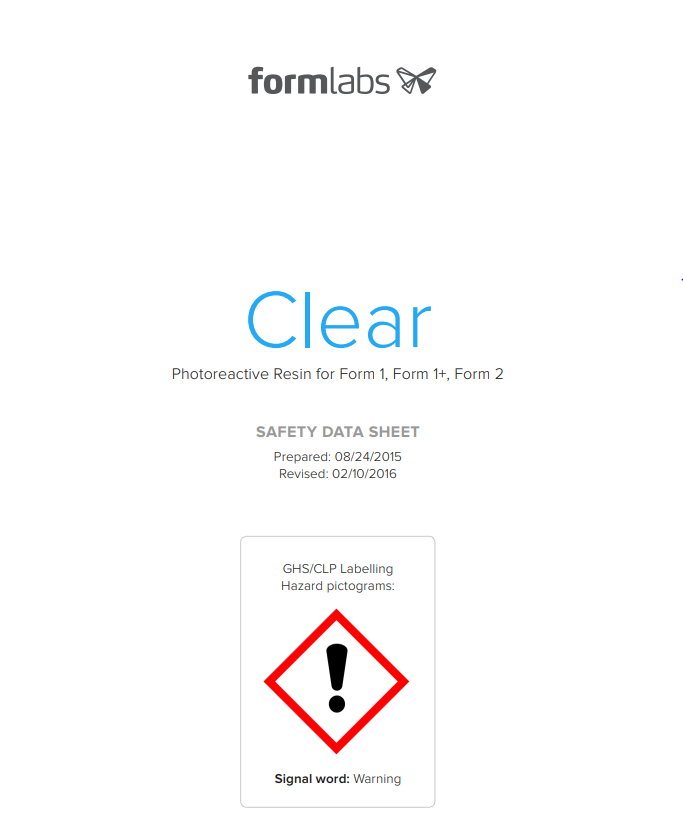 formlabs
Clear
Photoreactive Resin for Form 1, Form 1+, Form 2
SAFETY DATA SHEET
Prepared: 08/24/2015
Revised: 02/10/2016
GHS/CLP Labelling
Hazard pictograms:
!
Signal word: Warning